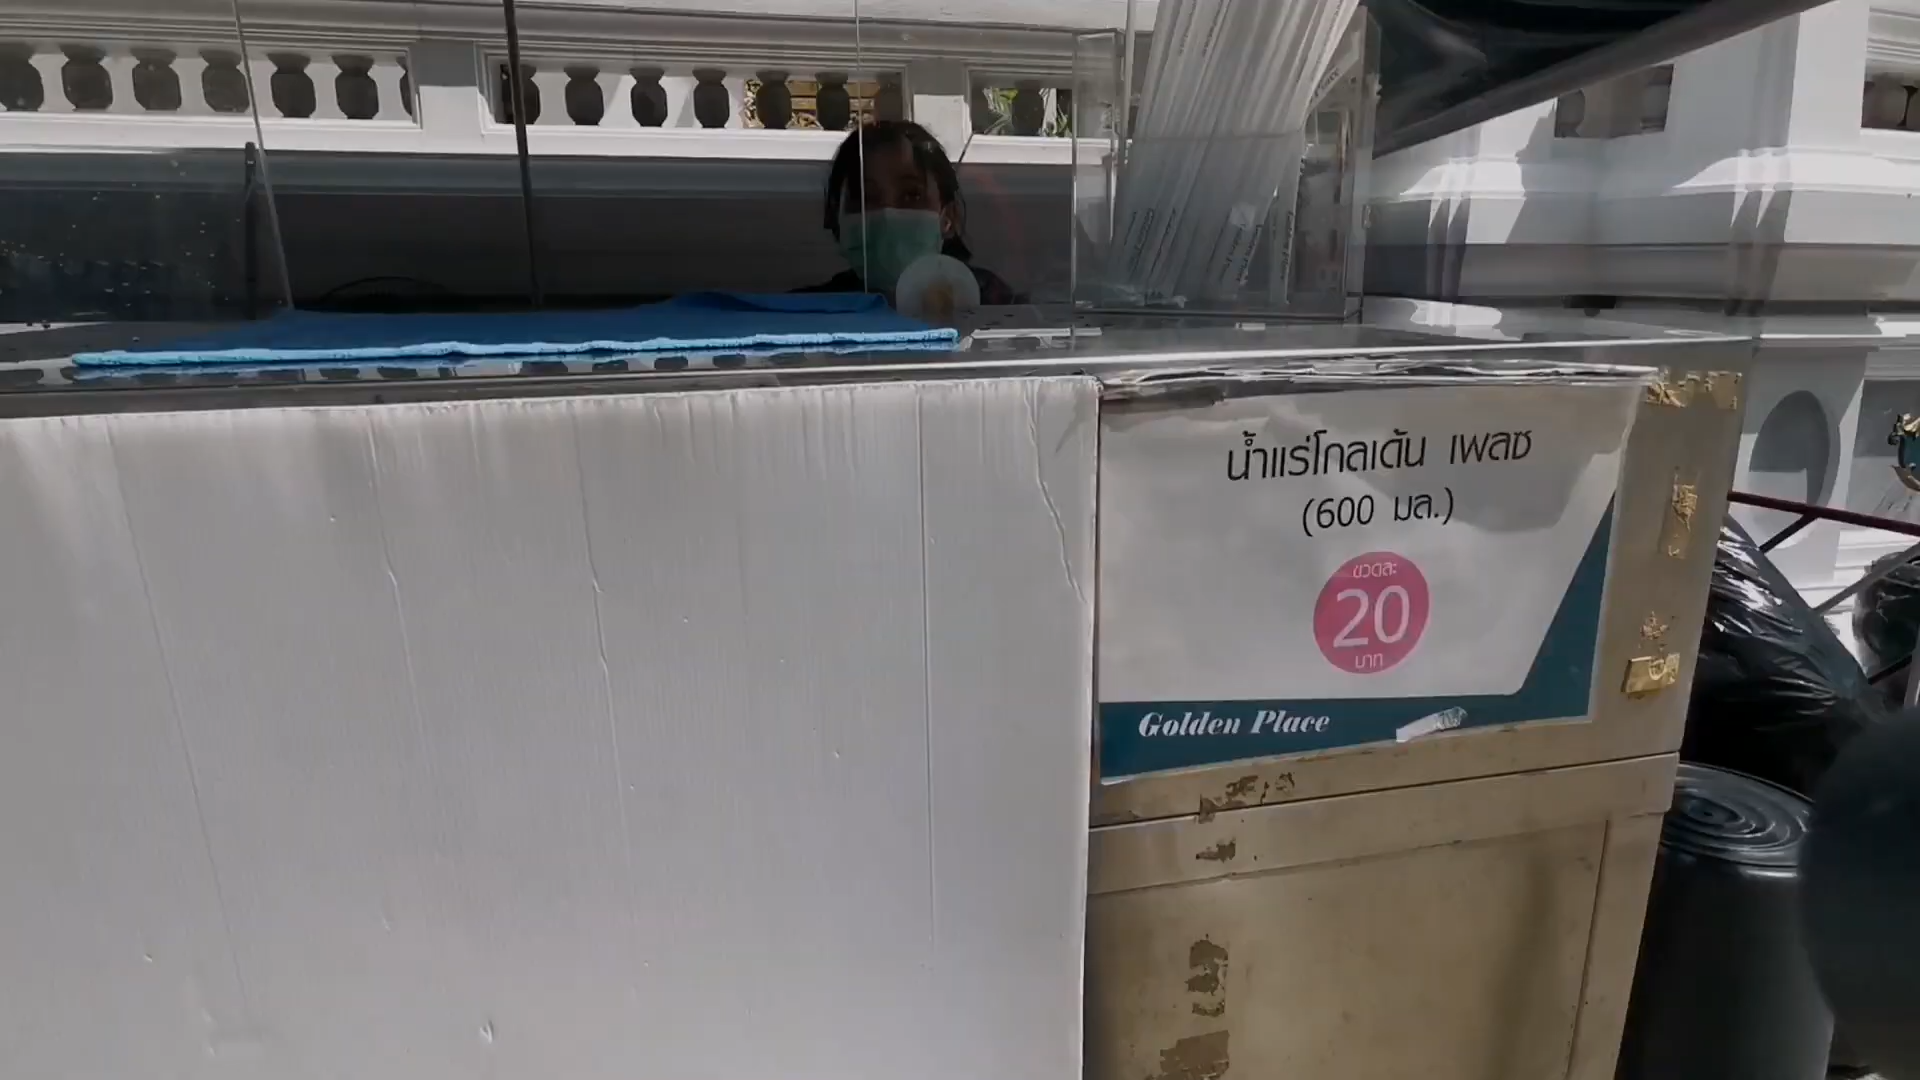 น้ำแร่โกลเด้น เพลซ
(600 มล.)
ขวดละ
20
บาท
Golden Place